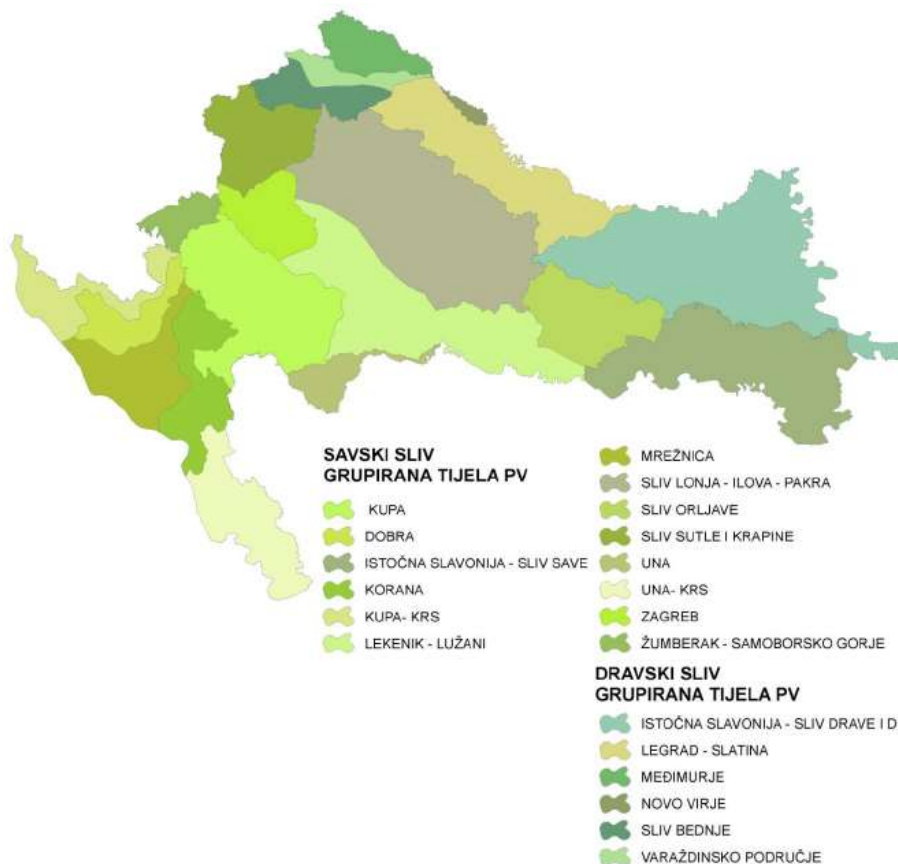 SAVSKI SLIV
GRUPIRANA TIJELA PV
KUPA
DOBRA
ISTOČNA SLAVONIJA - SLIV SAVE
KORANA
KUPA- KRS
LEKENIK - LUŽANI
MREŽNICA
SLIV LONJA - ILOVA - PAKRA
SLIV ORLJAVE
SLIV SUTLE I KRAPINE
UNA
UNA- KRS
ZAGREB
ŽUMBERAK - SAMOBORSKO GORJE
DRAVSKI SLIV
GRUPIRANA TIJELA PV
ISTOČNA SLAVONIJA - SLIV DRAVE I D
LEGRAD - SLATINA
MEĐIMURJE
NOVO VIRJE
SLIV BEDNJE
VARAŽDINSKO PODRUČJE